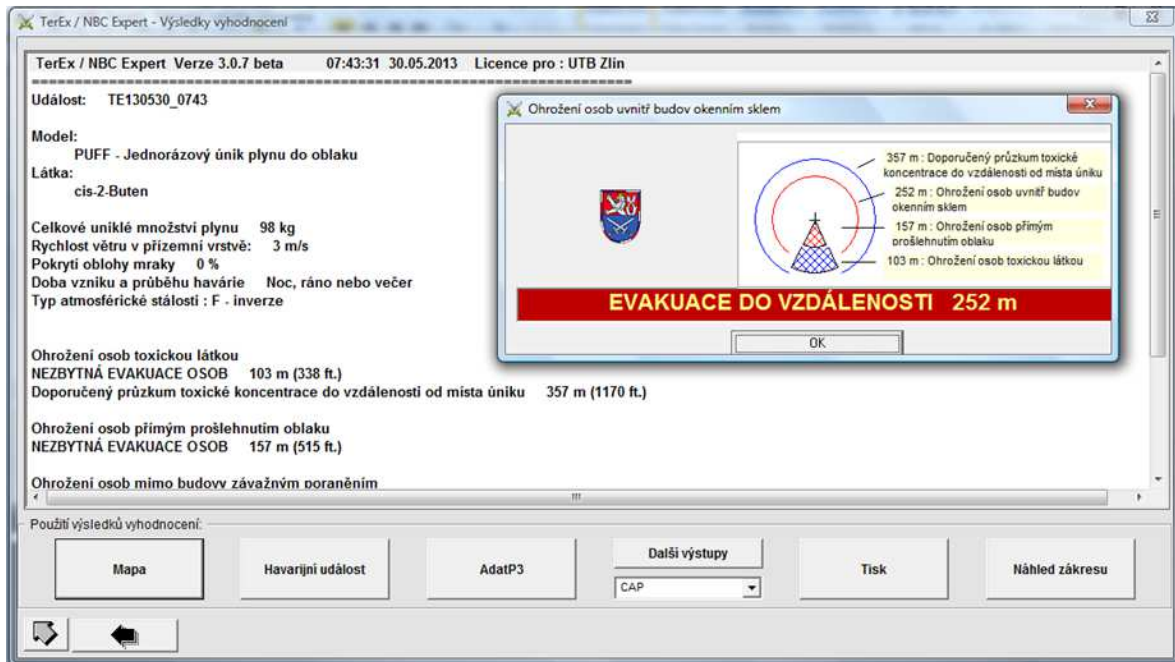 TerEx / NBC Expert - Výsledky vyhodnocení
TerEx / NBC Expert Verze 3.0.7 beta 07:43:31 30.05.2013 Licence pro : UTB Zlín
Událost: TE130530_0743
Model:
PUFF - Jednorázový únik plynu do oblaku
Látka:
cis-2-Buten
Celkové uniklé množství plynu 98 kg
Rychlost větru v přízemní vrstvě: 3 m/s
Pokrytí oblohy mraky 0 %
Doba vzniku a průběhu havárie Noc, ráno nebo večer
Typ atmosférické stálosti : F - inverze
Ohrožení osob toxickou látkou
NEZBYTNÁ EVAKUACE OSOB 103 m (338 ft.)
Doporučený průzkum toxické koncentrace do vzdálenosti od místa úniku 357 m (1170 ft.)
Ohrožení osob přímým prošlehnutím oblaku
NEZBYTNÁ EVAKUACE OSOB 157 m (515 ft.)
Ohrožení osob mimo budovy závažným poraněním
Ohrožení osob uvnitř budov okenním sklem
357 m : Doporučený průzkum toxické
koncentrace do vzdálenosti od místa úniku
252 m : Ohrožení osob uvnitř budov
okenním sklem
157 m : Ohrožení osob přímým
prošlehnutím oblaku
103 m : Ohrožení osob toxickou látkou
EVAKUACE DO VZDÁLENOSTI 252 m
OK
Použití výsledků vyhodnocení:
Mapa
Havarijní událost
AdatP3
Další výstupy
CAP
Tisk
Náhled zákresu